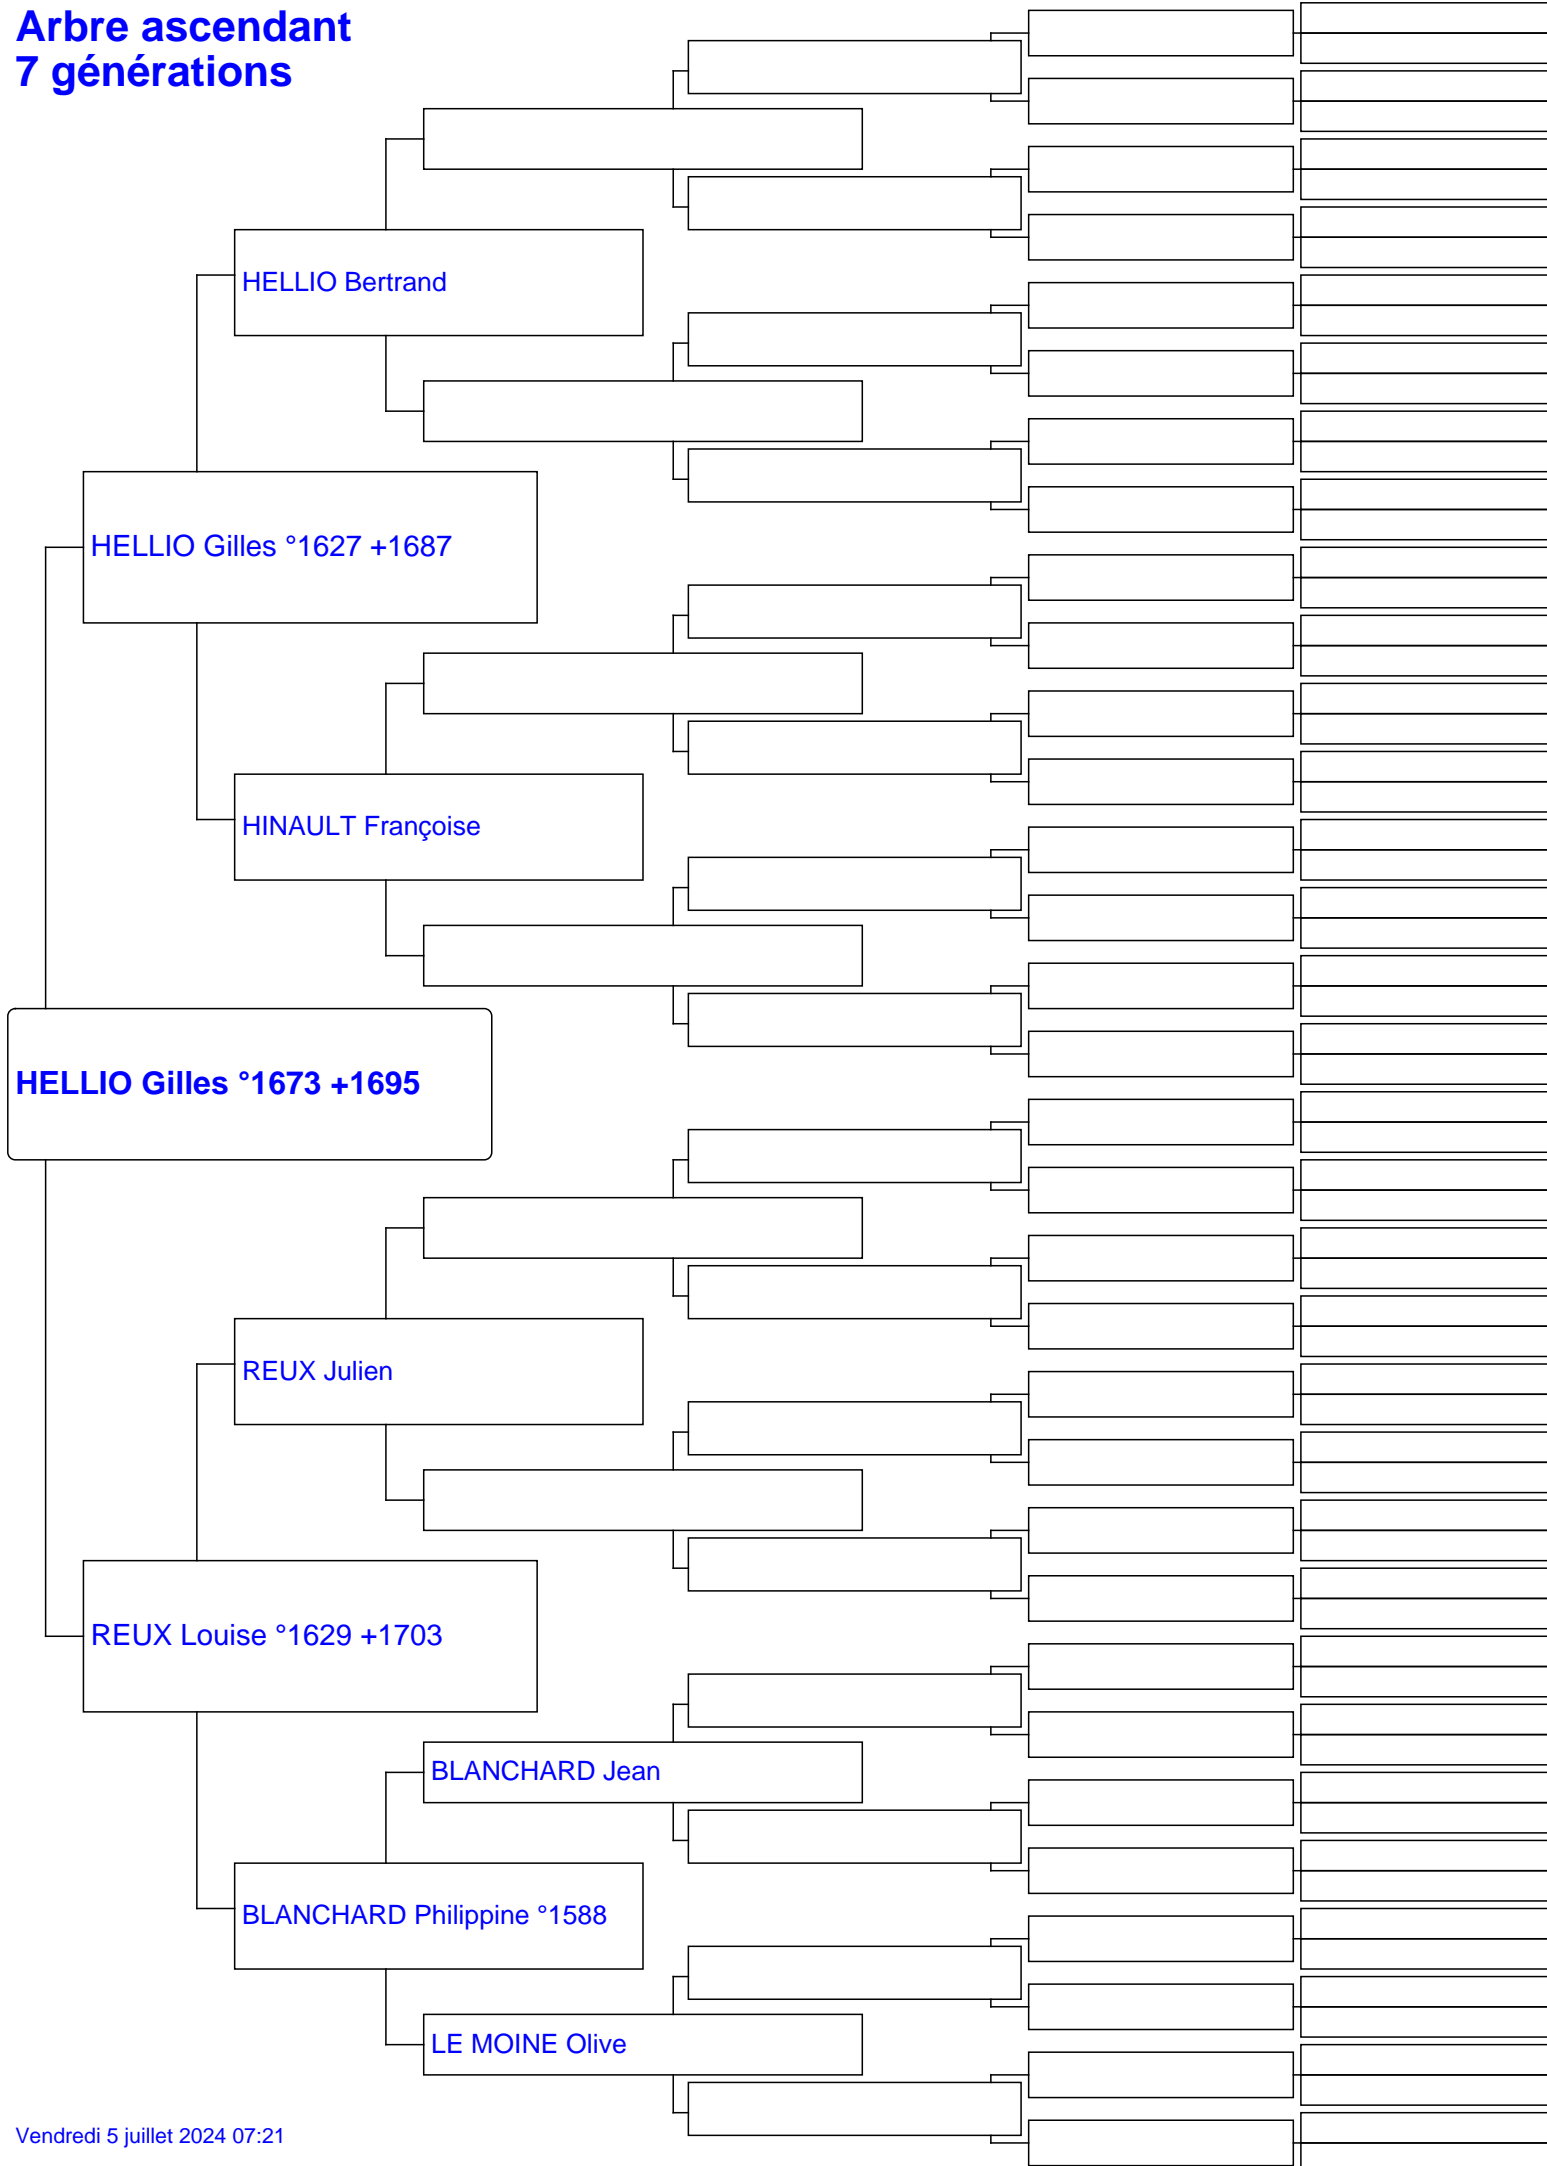 Arbre ascendant
7 générations
HELLIO Bertrand
HELLIO Gilles °1627 +1687
HINAULT Françoise
HELLIO Gilles °1673 +1695
REUX Julien
REUX Louise °1629 +1703
BLANCHARD Jean
BLANCHARD Philippine °1588
LE MOINE Olive
Vendredi 5 juillet 2024 07:21